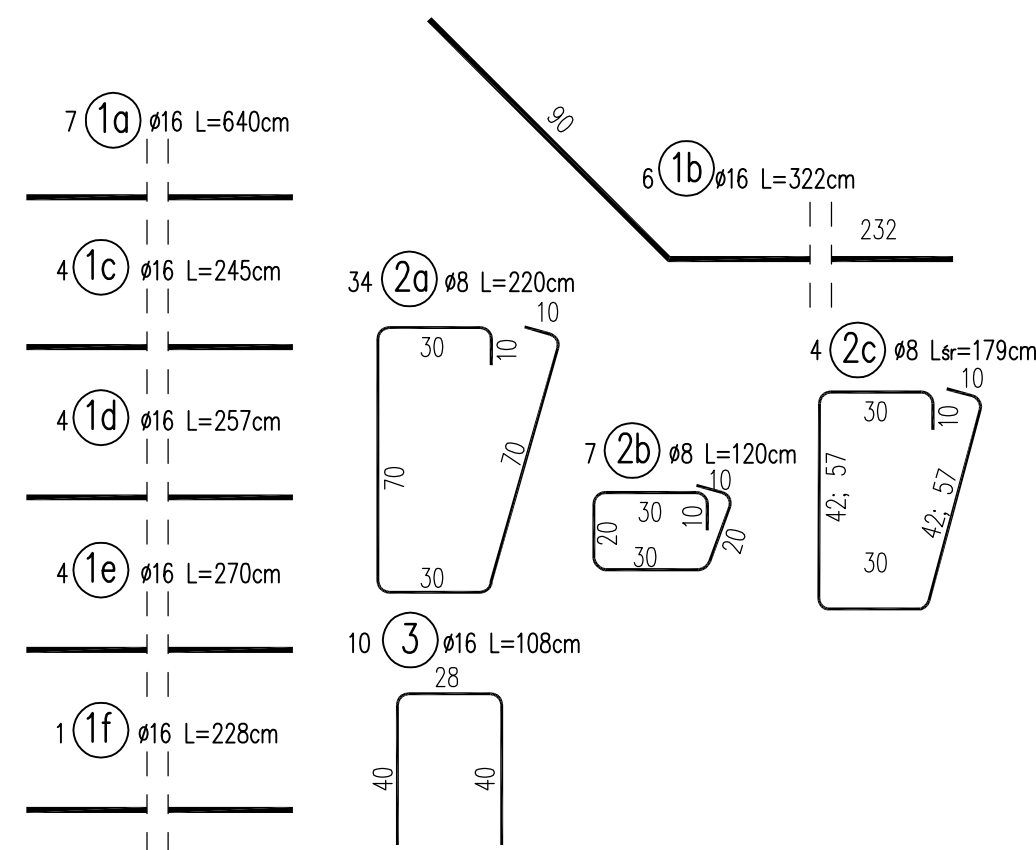 7 1a ø16 L=640cm
90
6 1b ø16 L=322cm
232
4 1c ø16 L=245cm
34 2a ø8 L=220cm
10
30
10
70
70
30
4 2c ø8 Lśr=179cm
10
30
10
42; 57
42; 57
30
4 1d ø16 L=257cm
7 2b ø8 L=120cm
10
30
10
20
20
30
4 1e ø16 L=270cm
10 3 ø16 L=108cm
28
40
40
1 1f ø16 L=228cm